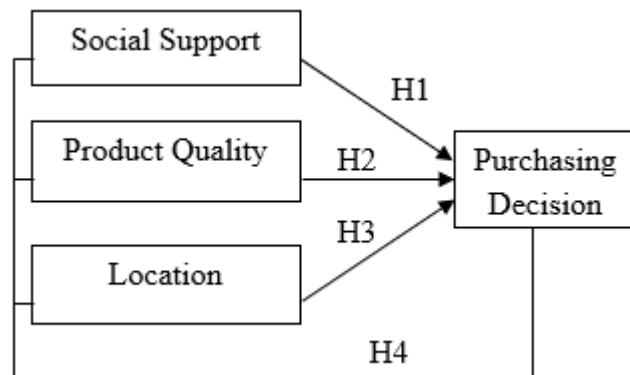 Social Support
H1
Product Quality
H2
Purchasing
Decision
H3
Location
H4